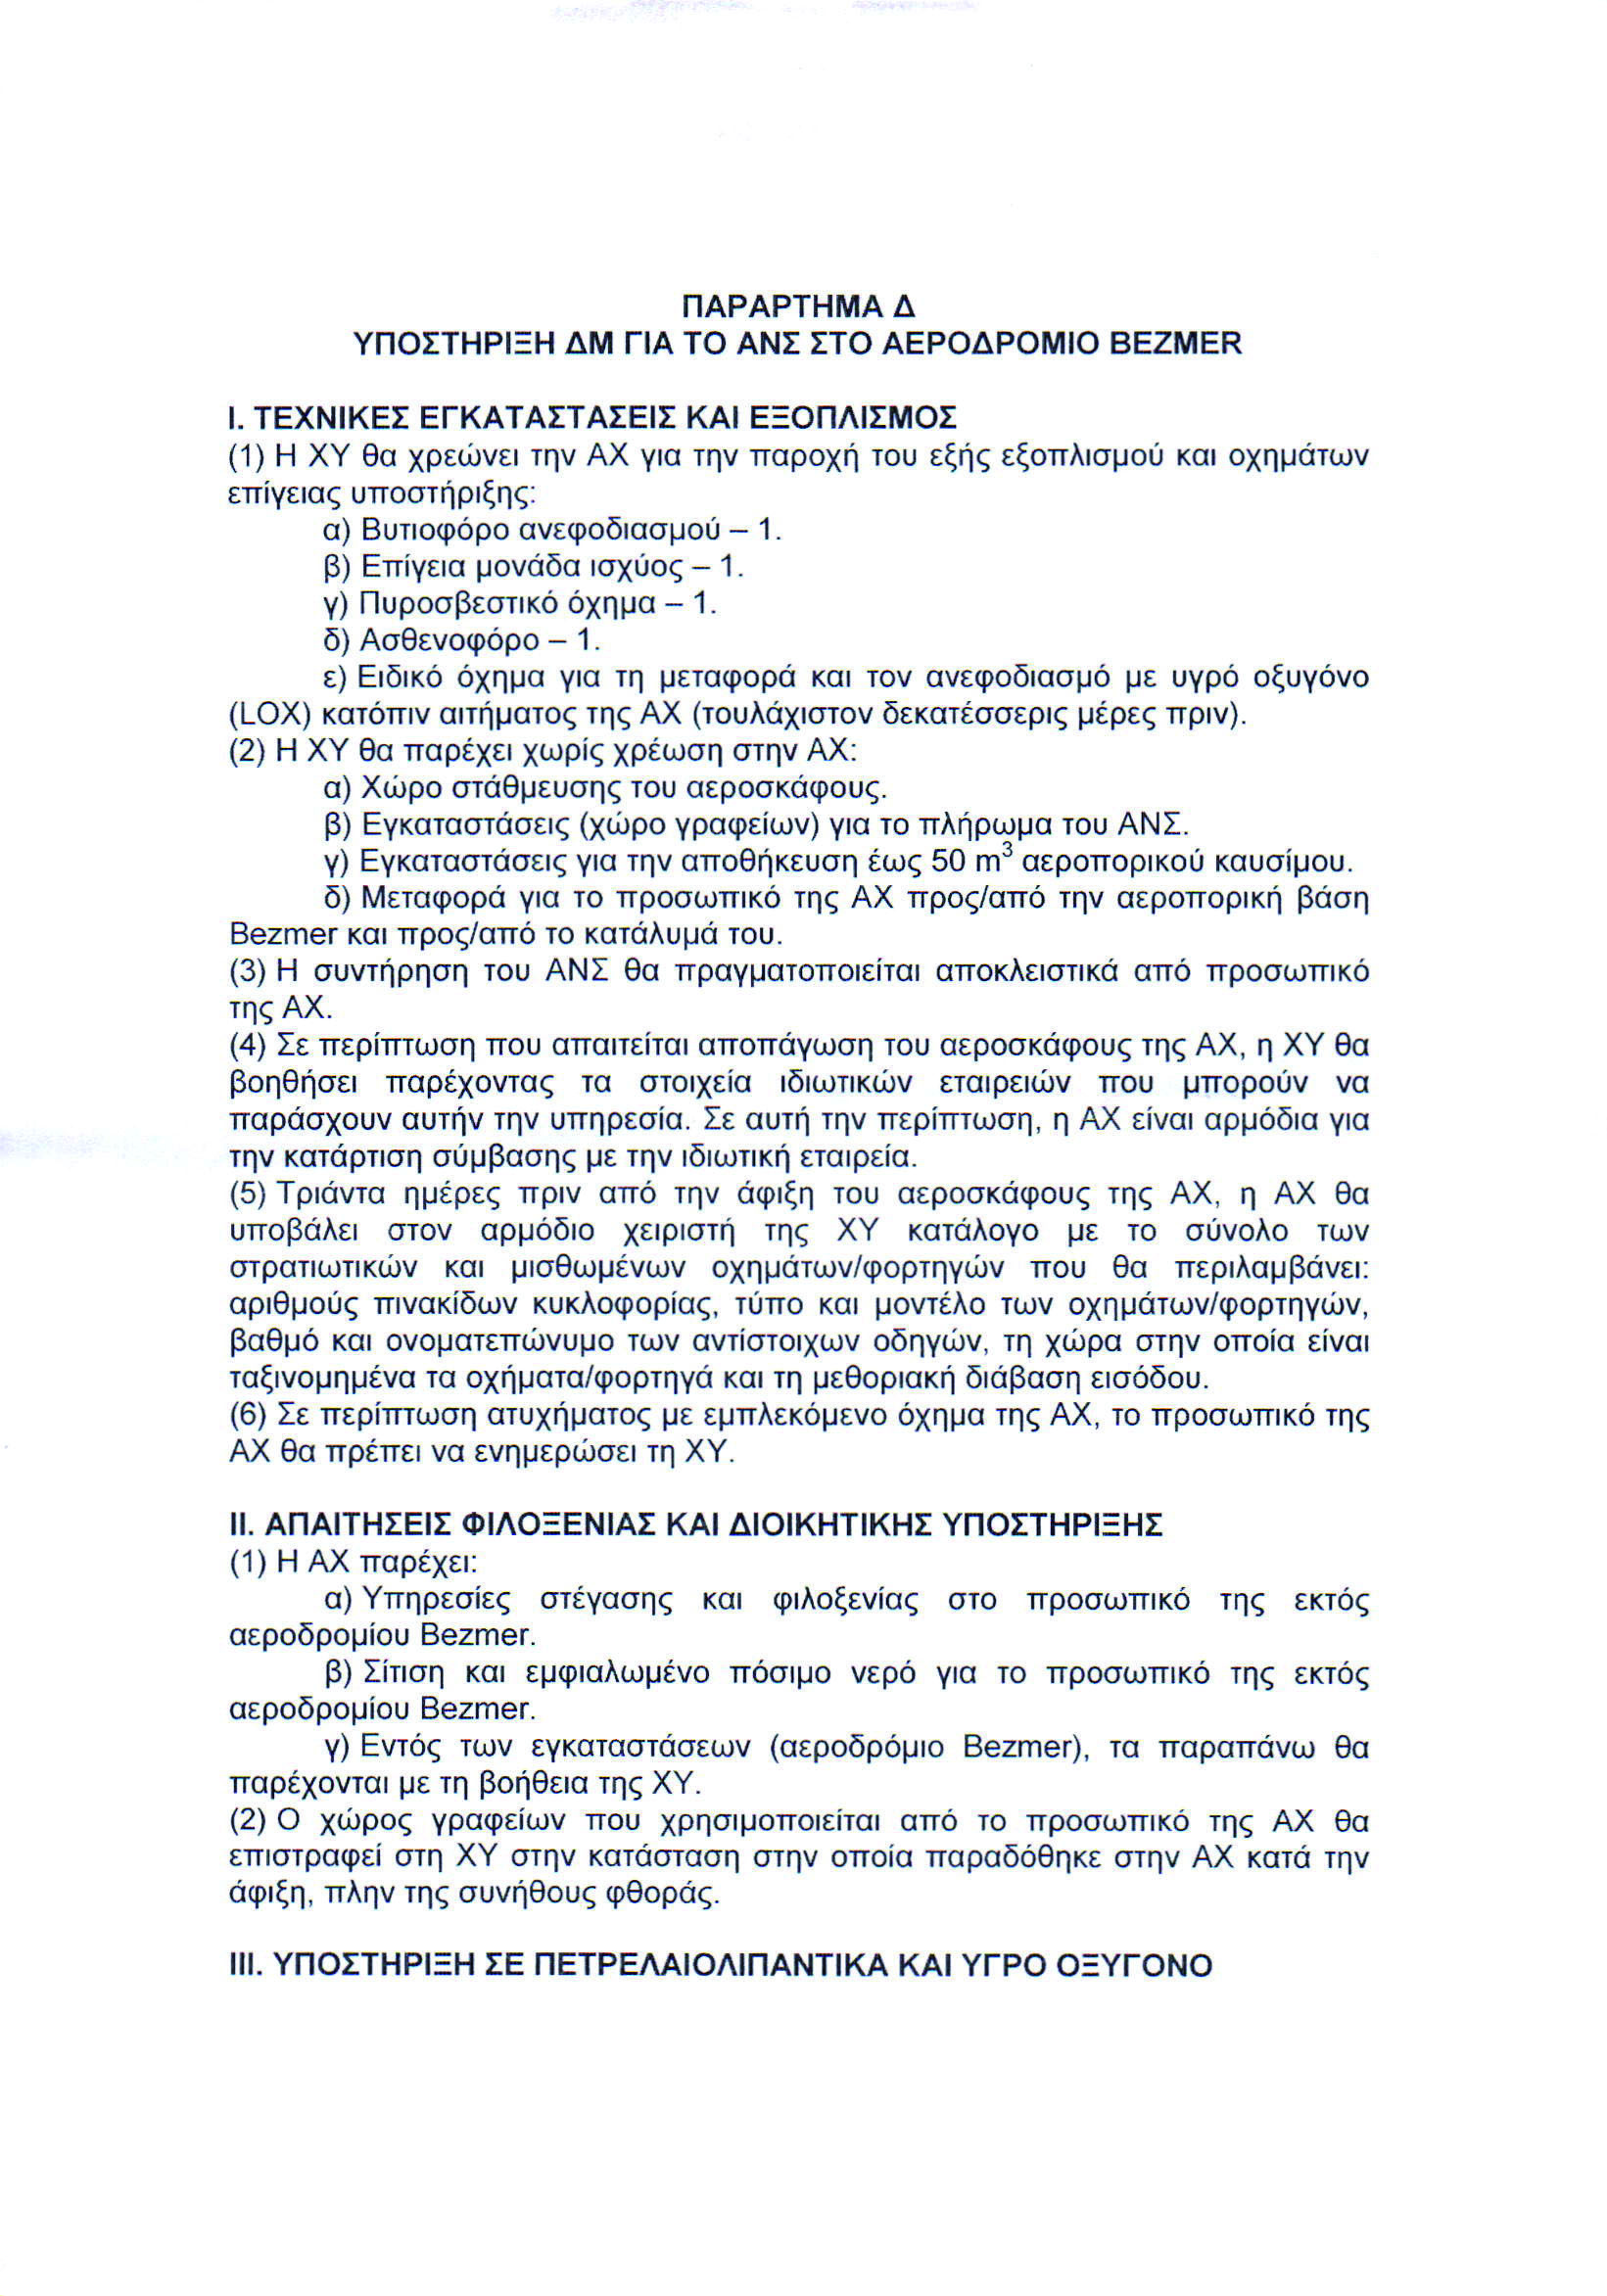 ΠΑΡΑΡΤΗΜΑ Δ
ΥΠΟΣΤΗΡΙΞΗ ΔΜ ΓΙΑ ΤΟ ΑΝΣ ΣΤΟ ΑΕΡΟΔΡΟΜΙΟ BEZMER
I. ΤΕΧΝΙΚΕΣ ΕΓΚΑΤΑΣΤΑΣΕΙΣ ΚΑΙ ΕΞΟΠΛΙΣΜΟΣ
(1) Η ΧΥ θα χρεώνει την ΑΧ για την παροχή του εξής εξοπλισμού και οχημάτων
επίγειας υποστήριξης:
α) Βυτιοφόρο ανεφοδιασμού – 1.
β) Επίγεια μονάδα ισχύος – 1.
γ) Πυροσβεστικό όχημα – 1.
δ) Ασθενοφόρο – 1.
ε) Ειδικό όχημα για τη μεταφορά και τον ανεφοδιασμό με υγρό οξυγόνο
(LOX) κατόπιν αιτήματος της ΑΧ (τουλάχιστον δεκατέσσερις μέρες πριν).
(2) Η ΧΥ θα παρέχει χωρίς χρέωση στην ΑΧ:
α) Χώρο στάθμευσης του αεροσκάφους.
β) Εγκαταστάσεις (χώρο γραφείων) για το πλήρωμα του ΑΝΣ.
γ) Εγκαταστάσεις για την αποθήκευση έως 50 m³ αεροπορικού καυσίμου.
δ) Μεταφορά για το προσωπικό της ΑΧ προς/από την αεροπορική βάση
Bezmer και προς/από το κατάλυμά του.
(3) Η συντήρηση του ΑΝΣ θα πραγματοποιείται αποκλειστικά από προσωπικό
της ΑΧ.
(4) Σε περίπτωση που απαιτείται αποπάγωση του αεροσκάφους της ΑΧ, η ΧΥ θα
βοηθήσει παρέχοντας τα στοιχεία ιδιωτικών εταιρειών που μπορούν να
παράσχουν αυτήν την υπηρεσία. Σε αυτή την περίπτωση, η ΑΧ είναι αρμόδια για
την κατάρτιση σύμβασης με την ιδιωτική εταιρεία.
(5) Τριάντα ημέρες πριν από την άφιξη του αεροσκάφους της ΑΧ, η ΑΧ θα
υποβάλει στον αρμόδιο χειριστή της ΧΥ κατάλογο με το σύνολο των
στρατιωτικών και μισθωμένων οχημάτων/φορτηγών που θα περιλαμβάνει:
αριθμούς πινακίδων κυκλοφορίας, τύπο και μοντέλο των οχημάτων/φορτηγών,
βαθμό και ονοματεπώνυμο των αντίστοιχων οδηγών, τη χώρα στην οποία είναι
ταξινομημένα τα οχήματα/φορτηγά και τη μεθοριακή διάβαση εισόδου.
(6) Σε περίπτωση ατυχήματος με εμπλεκόμενο όχημα της ΑΧ, το προσωπικό της
ΑΧ θα πρέπει να ενημερώσει τη ΧΥ.
II. ΑΠΑΙΤΗΣΕΙΣ ΦΙΛΟΞΕΝΙΑΣ ΚΑΙ ΔΙΟΙΚΗΤΙΚΗΣ ΥΠΟΣΤΗΡΙΞΗΣ
(1) Η ΑΧ παρέχει:
α) Υπηρεσίες στέγασης και φιλοξενίας στο προσωπικό της εκτός
αεροδρομίου Bezmer.
β) Σίτιση και εμφιαλωμένο πόσιμο νερό για το προσωπικό της εκτός
αεροδρομίου Bezmer.
γ) Εντός των εγκαταστάσεων (αεροδρόμιο Bezmer), τα παραπάνω θα
παρέχονται με τη βοήθεια της ΧΥ.
(2) Ο χώρος γραφείων που χρησιμοποιείται από το προσωπικό της ΑΧ θα
επιστραφεί στη ΧΥ στην κατάσταση στην οποία παραδόθηκε στην ΑΧ κατά την
άφιξη, πλην της συνήθους φθοράς.
III. ΥΠΟΣΤΗΡΙΞΗ ΣΕ ΠΕΤΡΕΛΑΙΟΛΙΠΑΝΤΙΚΑ ΚΑΙ ΥΓΡΟ ΟΞΥΓΟΝΟ